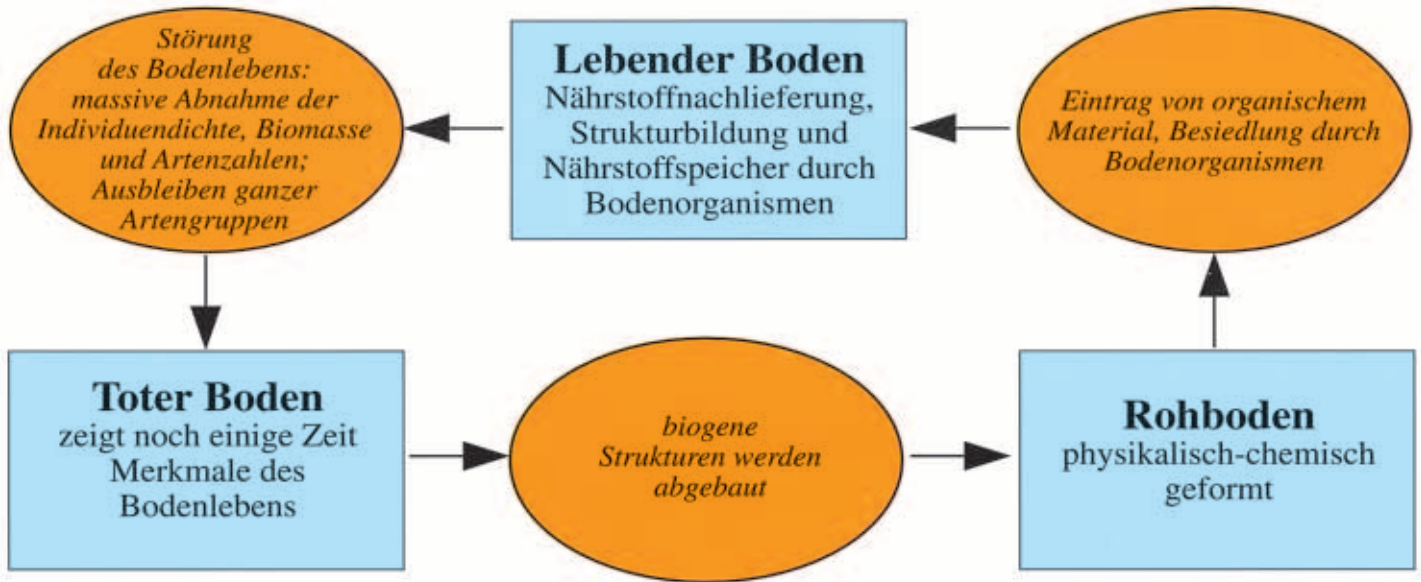 Störung
des Bodenlebens:
massive Abnahme der
Individuendichte, Biomasse
und Artenzahlen;
Ausbleiben ganzer
Artengruppen
Lebender Boden
Nährstoffnachlieferung,
Strukturbildung und
Nährstoffspeicher durch
Bodenorganismen
Eintrag von organischem
Material, Besiedlung durch
Bodenorganismen
Toter Boden
zeigt noch einige Zeit
Merkmale des
Bodenlebens
biogene
Strukturen werden
abgebaut
Rohboden
physikalisch-chemisch
geformt